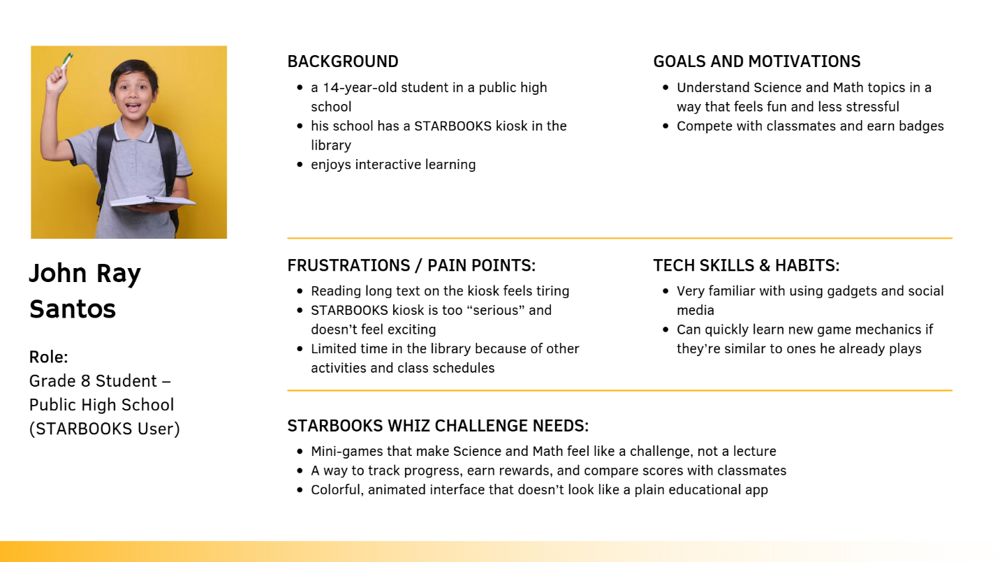 John Ray
Santos
Role:
Grade 8 Student –
Public High School
(STARBOOKS User)
BACKGROUND
• a 14-year-old student in a public high
school
• his school has a STARBOOKS kiosk in the
library
• enjoys interactive learning
GOALS AND MOTIVATIONS
• Understand Science and Math topics in a
way that feels fun and less stressful
• Compete with classmates and earn badges
FRUSTRATIONS / PAIN POINTS:
• Reading long text on the kiosk feels tiring
• STARBOOKS kiosk is too “serious” and
doesn’t feel exciting
• Limited time in the library because of other
activities and class schedules
TECH SKILLS & HABITS:
• Very familiar with using gadgets and social
media
• Can quickly learn new game mechanics if
they’re similar to ones he already plays
STARBOOKS WHIZ CHALLENGE NEEDS:
• Mini-games that make Science and Math feel like a challenge, not a lecture
• A way to track progress, earn rewards, and compare scores with classmates
• Colorful, animated interface that doesn’t look like a plain educational app